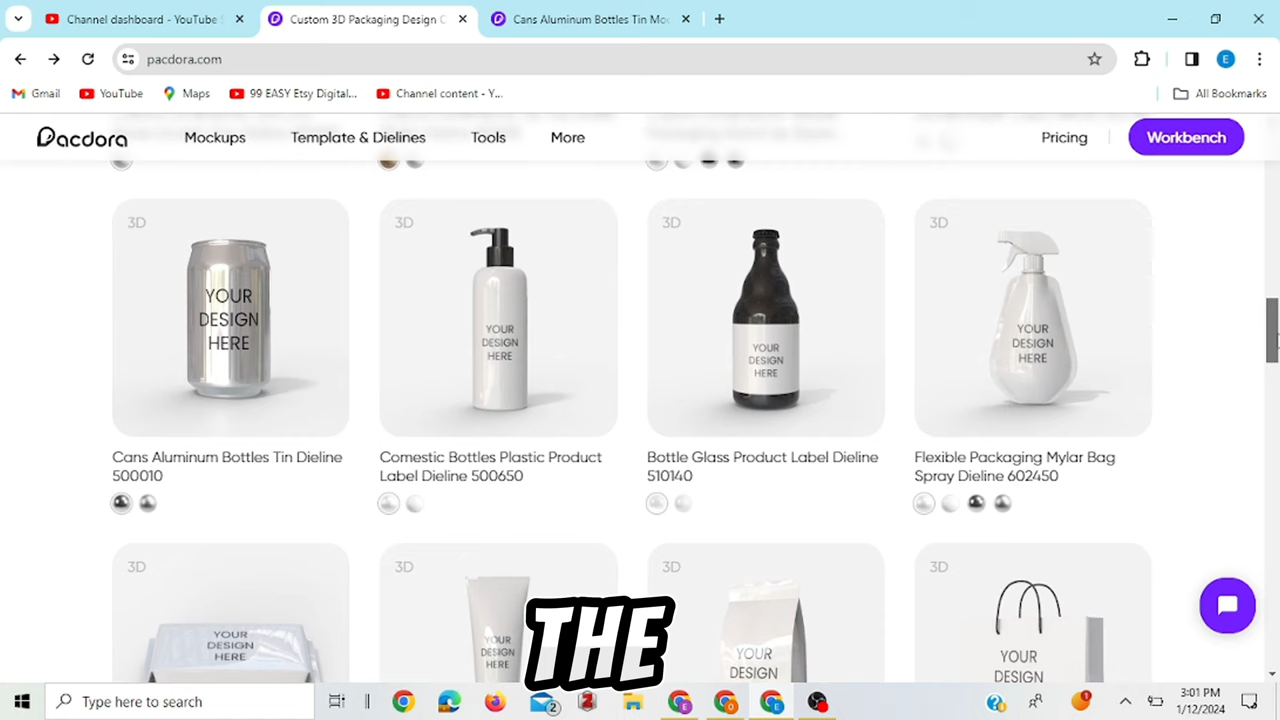 Channel dashboard - YouTube S
Custom 3D Packaging Design O
Cans Aluminum Bottles Tin Moc
pacdora.com
E
Gmail
YouTube
Maps
99 EASY Etsy Digital...
Channel content - Y...
All Bookmarks
Pacdora
Mockups
Template & Dielines
Tools
More
Pricing
Workbench
3D
3D
3D
3D
YOUR
DESIGN
HERE
YOUR
DESIGN
HERE
YOUR
DESIGN
HERE
YOUR
DESIGN
HERE
Cans Aluminum Bottles Tin Dieline
500010
Comestic Bottles Plastic Product
Label Dieline 500650
Bottle Glass Product Label Dieline
510140
Flexible Packaging Mylar Bag
Spray Dieline 602450
3D
3D
3D
3D
YOUR
DESIGN
HERE
YOUR
DESIGN
HERE
YOUR
DESIGN
YOUR
DESIGN
THE
Type here to search
2
1
3:01 PM
1/12/2024